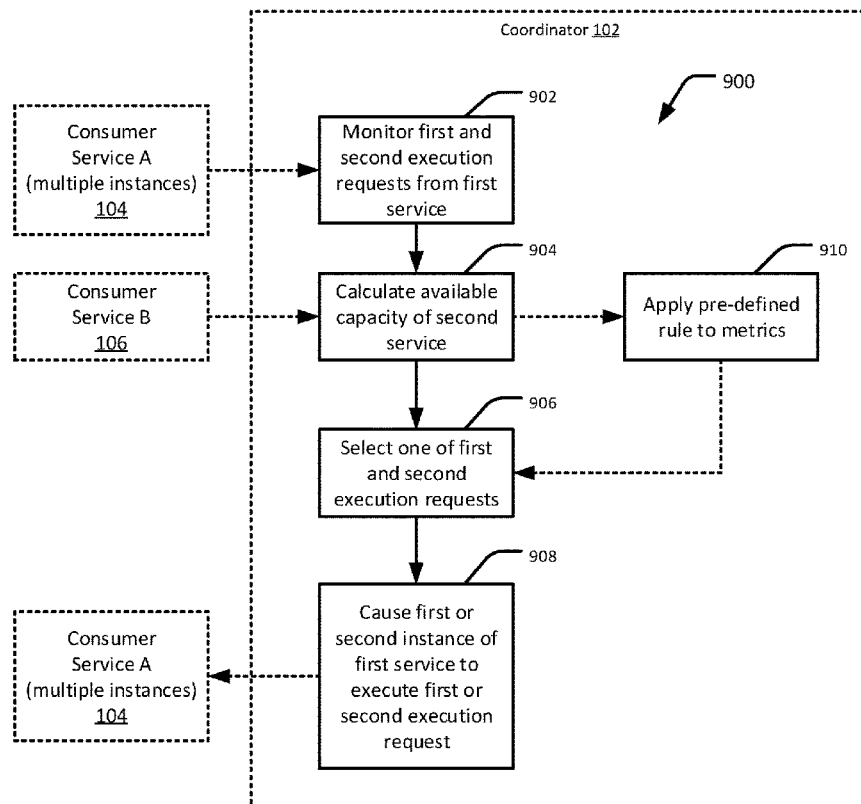 Coordinator 102
900
902
Consumer
Service A
(multiple instances)
104
Monitor first and
second execution
requests from first
service
904
910
Consumer
Service B
106
Calculate available
capacity of second
service
Apply pre-defined
rule to metrics
906
Select one of first
and second
execution requests
908
Consumer
Service A
(multiple instances)
104
Cause first or
second instance of
first service to
execute first or
second execution
request